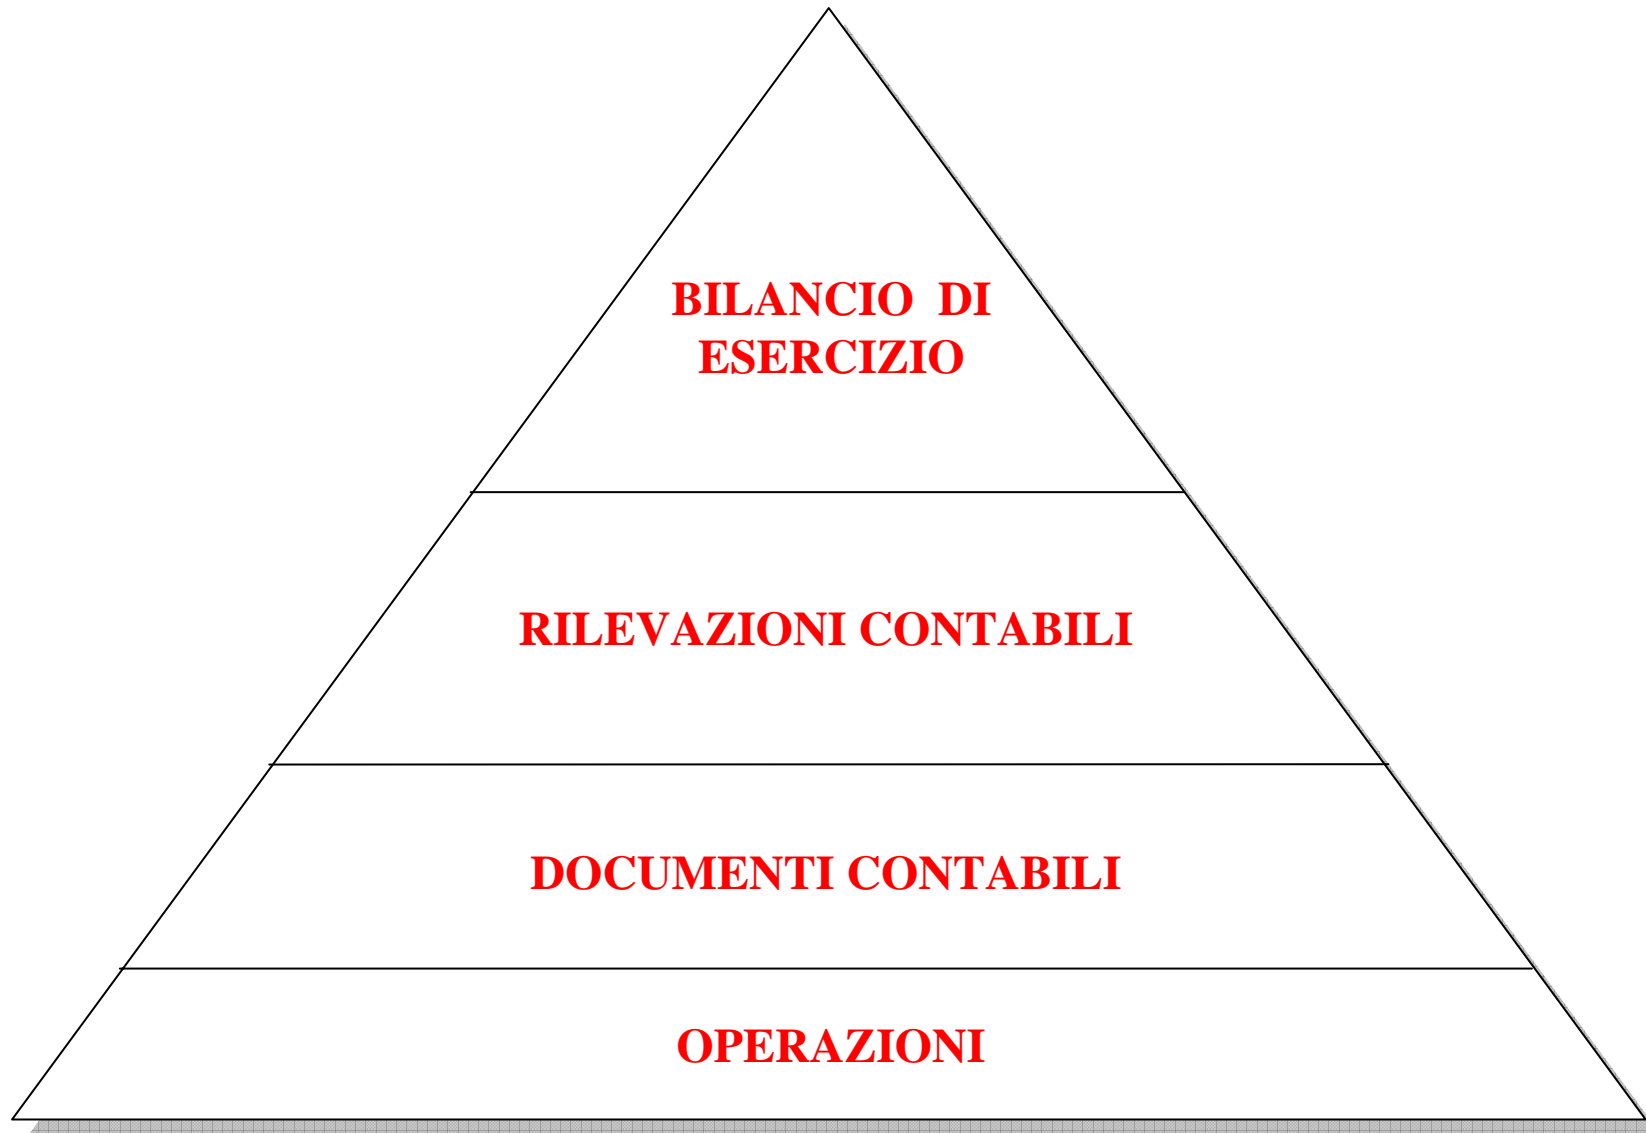 BILANCIO DI
ESERCIZIO
RILEVAZIONI CONTABILI
DOCUMENTI CONTABILI
OPERAZIONI